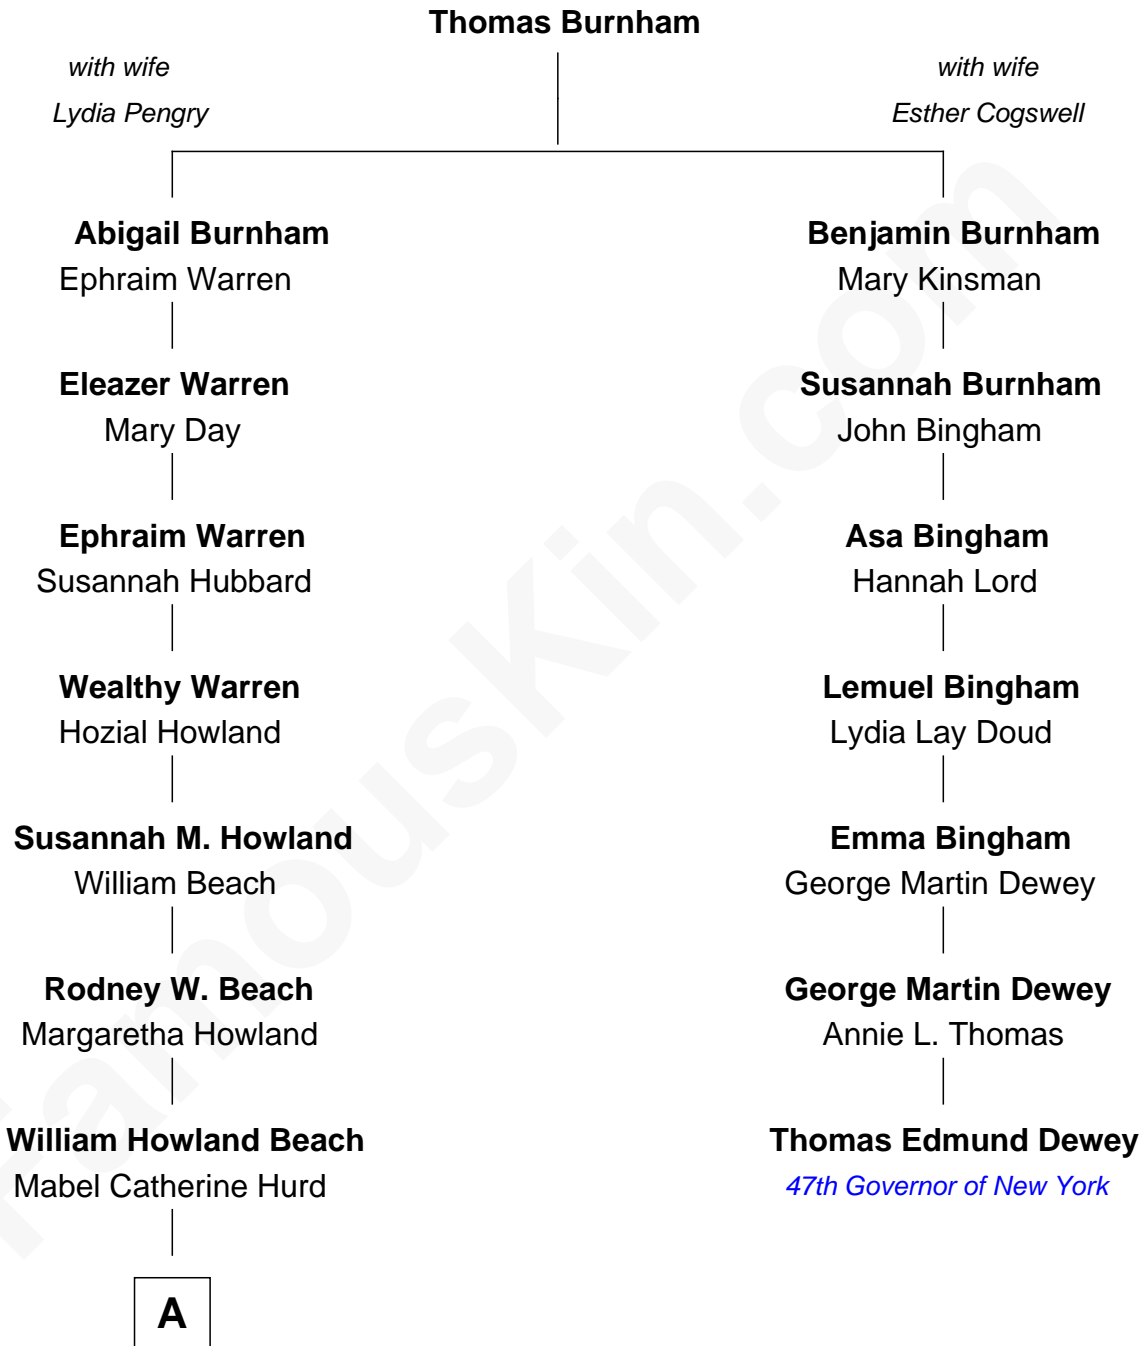 Thomas Burnham
with wife
Lydia Pengry
with wife
Esther Cogswell
Abigail Burnham
Ephraim Warren
Benjamin Burnham
Mary Kinsman
Eleazer Warren
Mary Day
Susannah Burnham
John Bingham
Ephraim Warren
Susannah Hubbard
Asa Bingham
Hannah Lord
Wealthy Warren
Hozial Howland
Lemuel Bingham
Lydia Lay Doud
Susannah M. Howland
William Beach
Emma Bingham
George Martin Dewey
Rodney W. Beach
Margaretha Howland
George Martin Dewey
Annie L. Thomas
William Howland Beach
Mabel Catherine Hurd
Thomas Edmund Dewey
47th Governor of New York
A
FamousKin.com